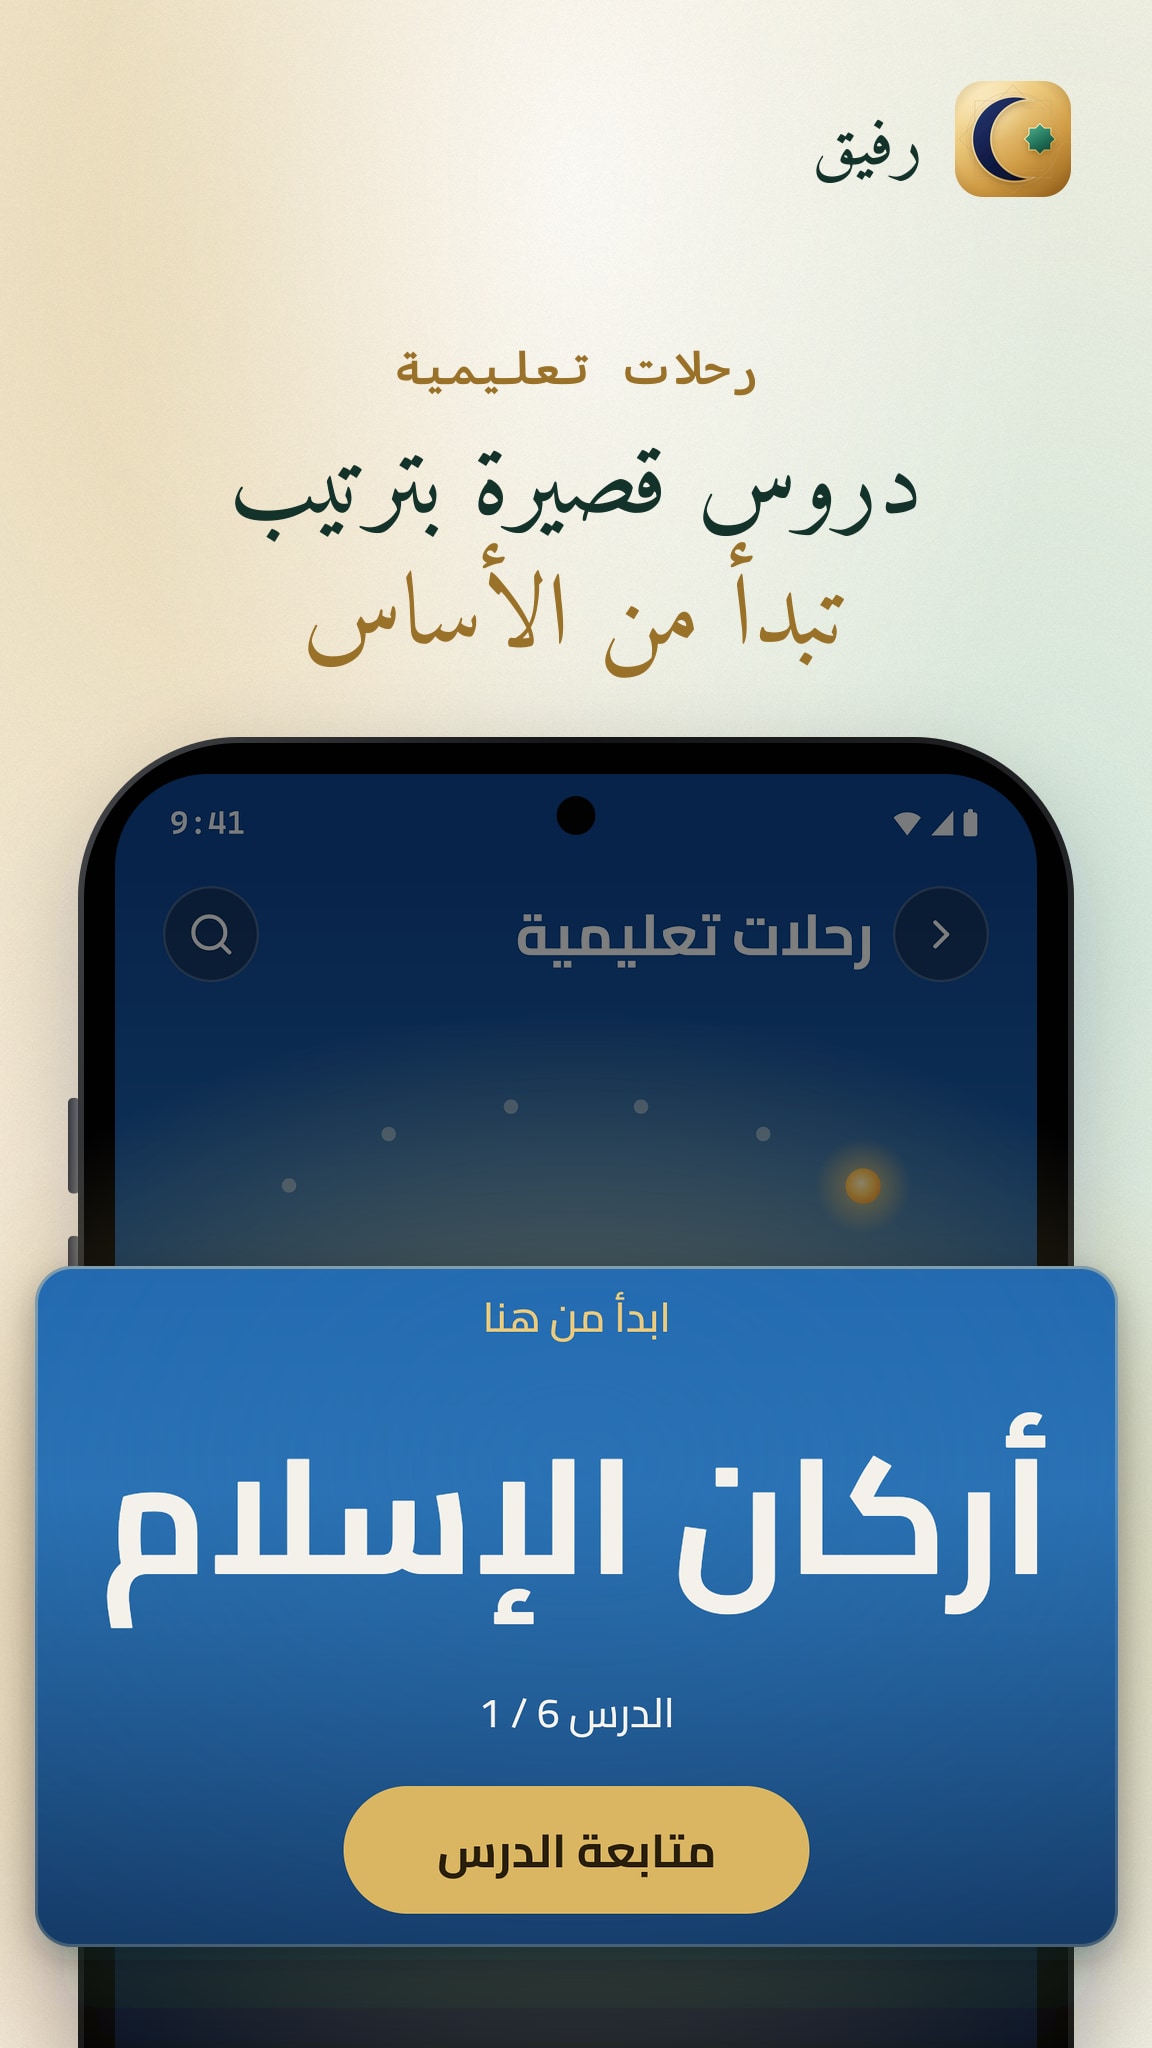 رفيق
رحلات تعليمية
دروس قصيرة بترتيب
تبدأ من الأساس
9:41
رحلات تعليمية
ابدأ من هنا
أركان الإسلام
الدرس 6 / 1
متابعة الدرس